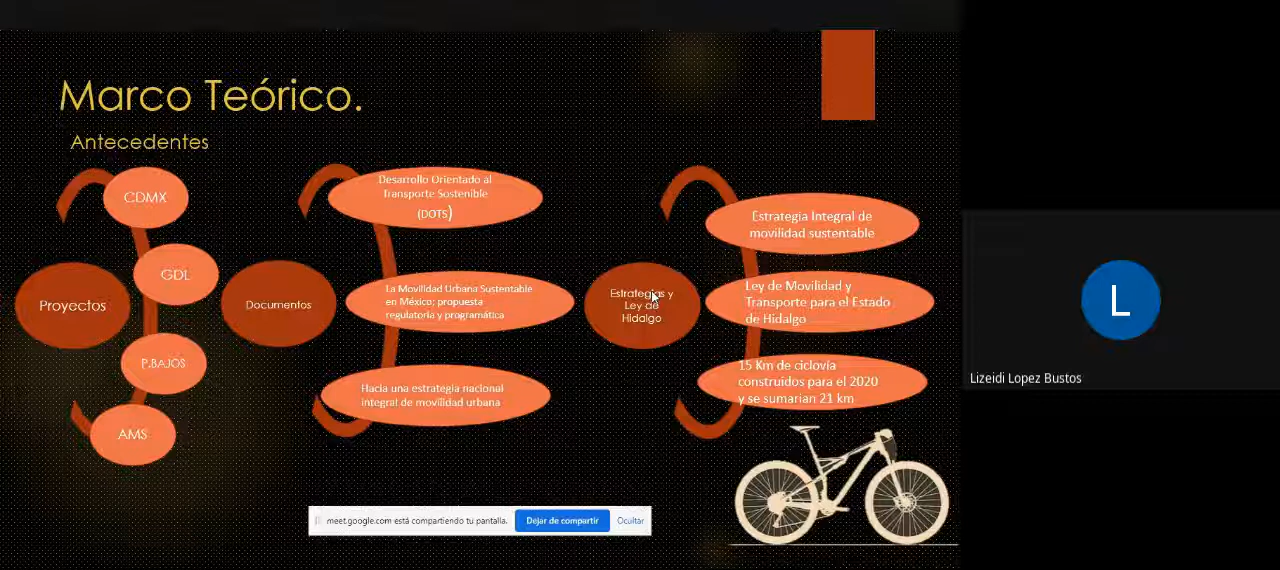 Marco Teórico.
Antecedentes
CDMX
GDL
Proyectos
P.BAJOS
AMS
Desarrollo Orientado al
Transporte Sostenible
(DOTS)
Documentos
La Movilidad Urbana Sustentable
en México; propuesta
regulatoria y programática
Hacia una estrategia nacional
integral de movilidad urbana
Estrategias y
Ley de
Hidalgo
Estrategia Integral de
movilidad sustentable
Ley de Movilidad y
Transporte para el Estado
de Hidalgo
15 Km de ciclovía
construidos para el 2020
y se sumarian 21 km
meet.google.com está compartiendo tu pantalla.
Dejar de compartir
Ocultar
L
Lizeidi Lopez Bustos